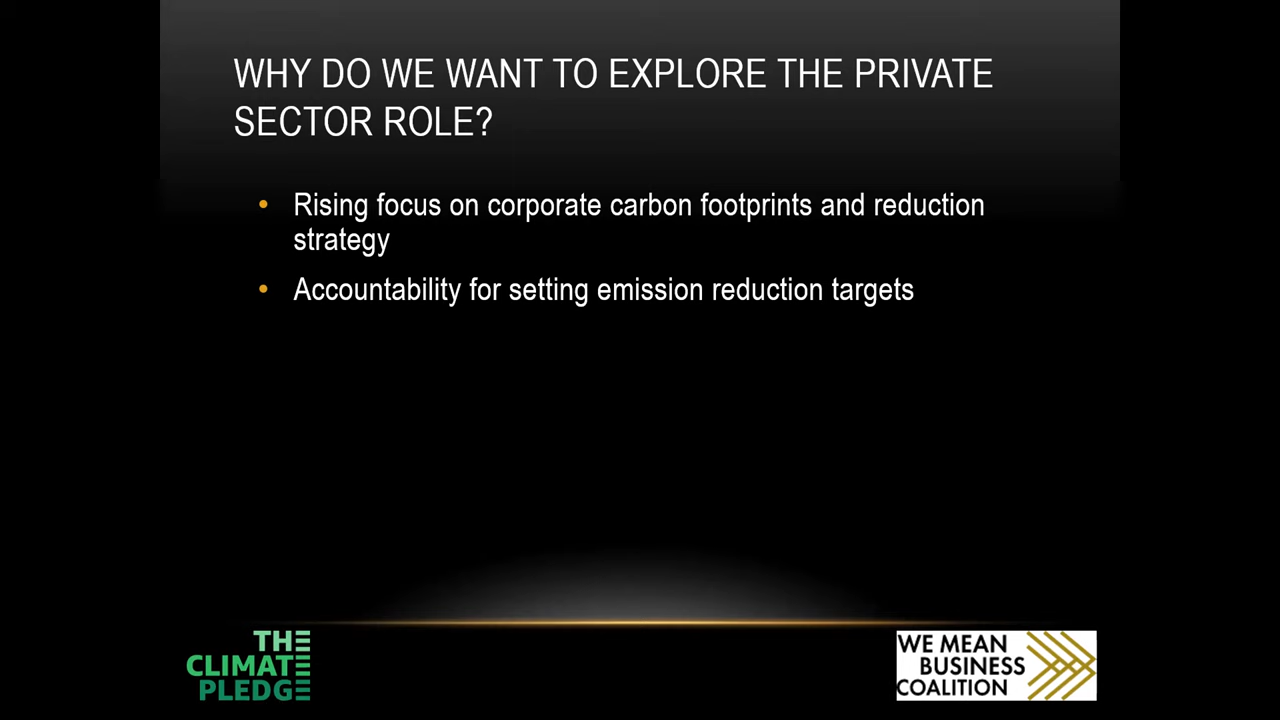 WHY DO WE WANT TO EXPLORE THE PRIVATE
SECTOR ROLE?
• Rising focus on corporate carbon footprints and reduction
strategy
• Accountability for setting emission reduction targets
THE
CLIMATE
PLEDGE
WE MEAN
BUSINESS
COALITION